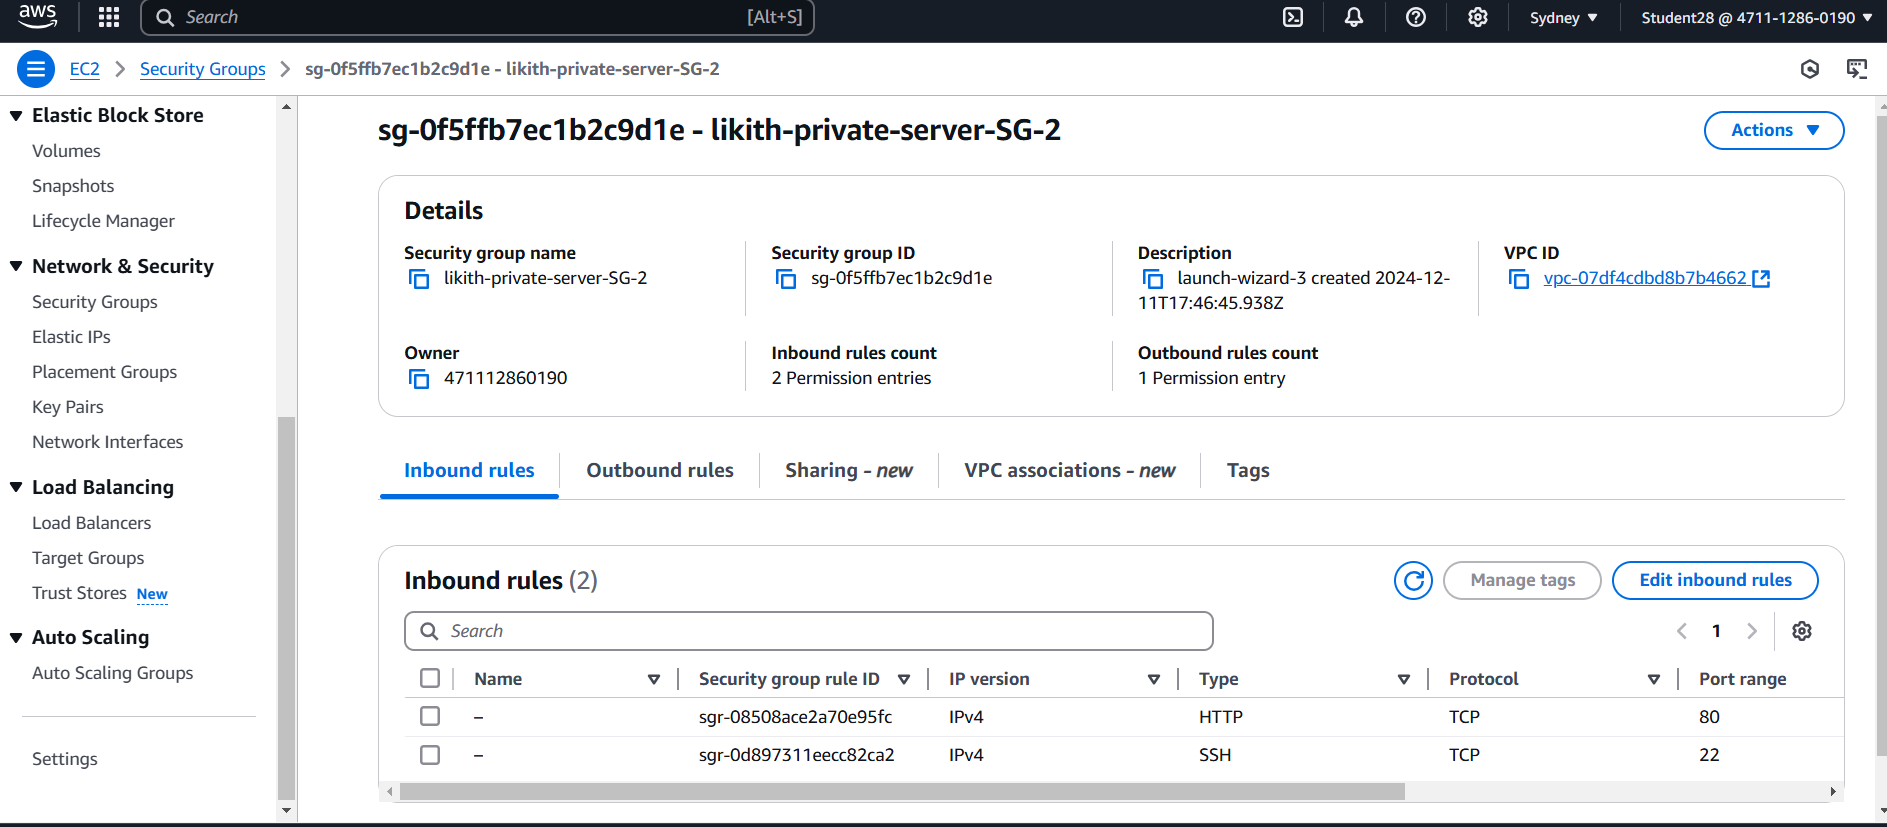 aws
Search
[Alt+S]
Sydney
Student28 @ 4711-1286-0190
EC2
Security Groups
sg-0f5ffb7ec1b2c9d1e - likith-private-server-SG-2
Elastic Block Store
Volumes
Snapshots
Lifecycle Manager
Network & Security
Security Groups
Elastic IPs
Placement Groups
Key Pairs
Network Interfaces
Load Balancing
Load Balancers
Target Groups
Trust Stores New
Auto Scaling
Auto Scaling Groups
Settings
sg-0f5ffb7ec1b2c9d1e - likith-private-server-SG-2
Actions
Details
Security group name
likith-private-server-SG-2
Security group ID
sg-0f5ffb7ec1b2c9d1e
Description
launch-wizard-3 created 2024-12-
11T17:46:45.938Z
VPC ID
vpc-07df4cdbd8b7b4662
Owner
471112860190
Inbound rules count
2 Permission entries
Outbound rules count
1 Permission entry
Inbound rules
Outbound rules
Sharing - new
VPC associations - new
Tags
Inbound rules (2)
Manage tags
Edit inbound rules
Search
1
Name Security group rule ID IP version Type Protocol Port range
– sgr-08508ace2a70e95fc IPv4 HTTP TCP 80
– sgr-0d897311eecc82ca2 IPv4 SSH TCP 22